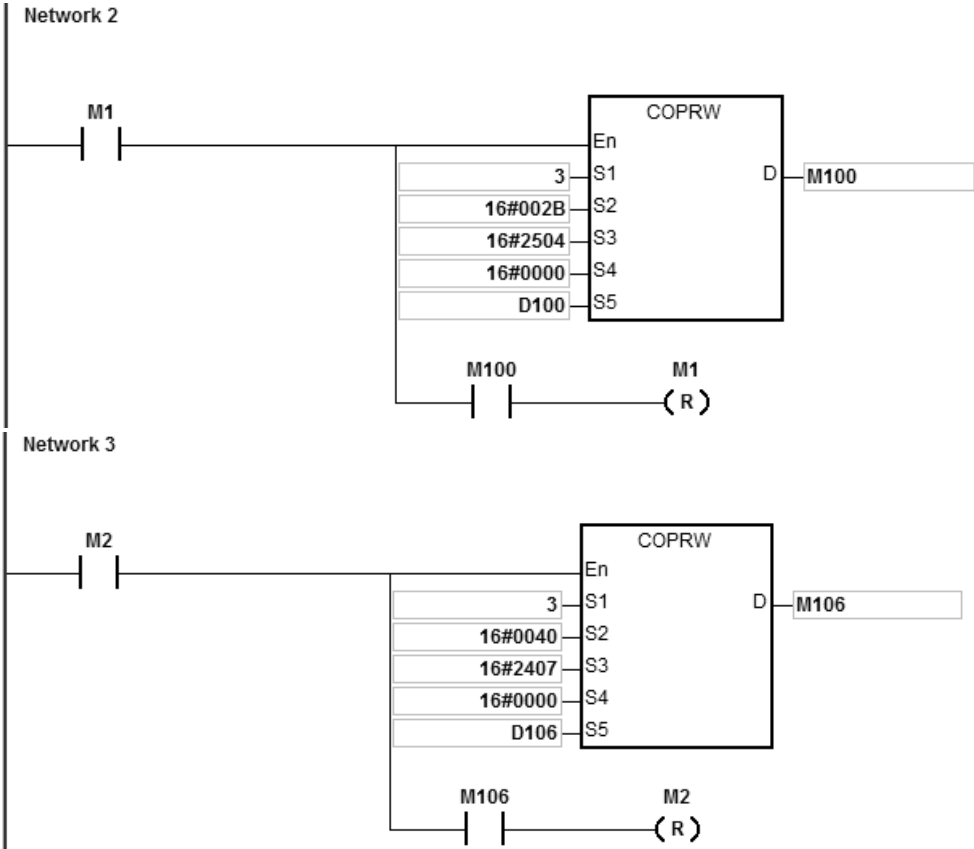 Network 2
M1
COPRW
En
3 S1 D M100
16#002B S2
16#2504 S3
16#0000 S4
D100 S5
M100 M1
R
Network 3
M2
COPRW
En
3 S1 D M106
16#0040 S2
16#2407 S3
16#0000 S4
D106 S5
M106 M2
R